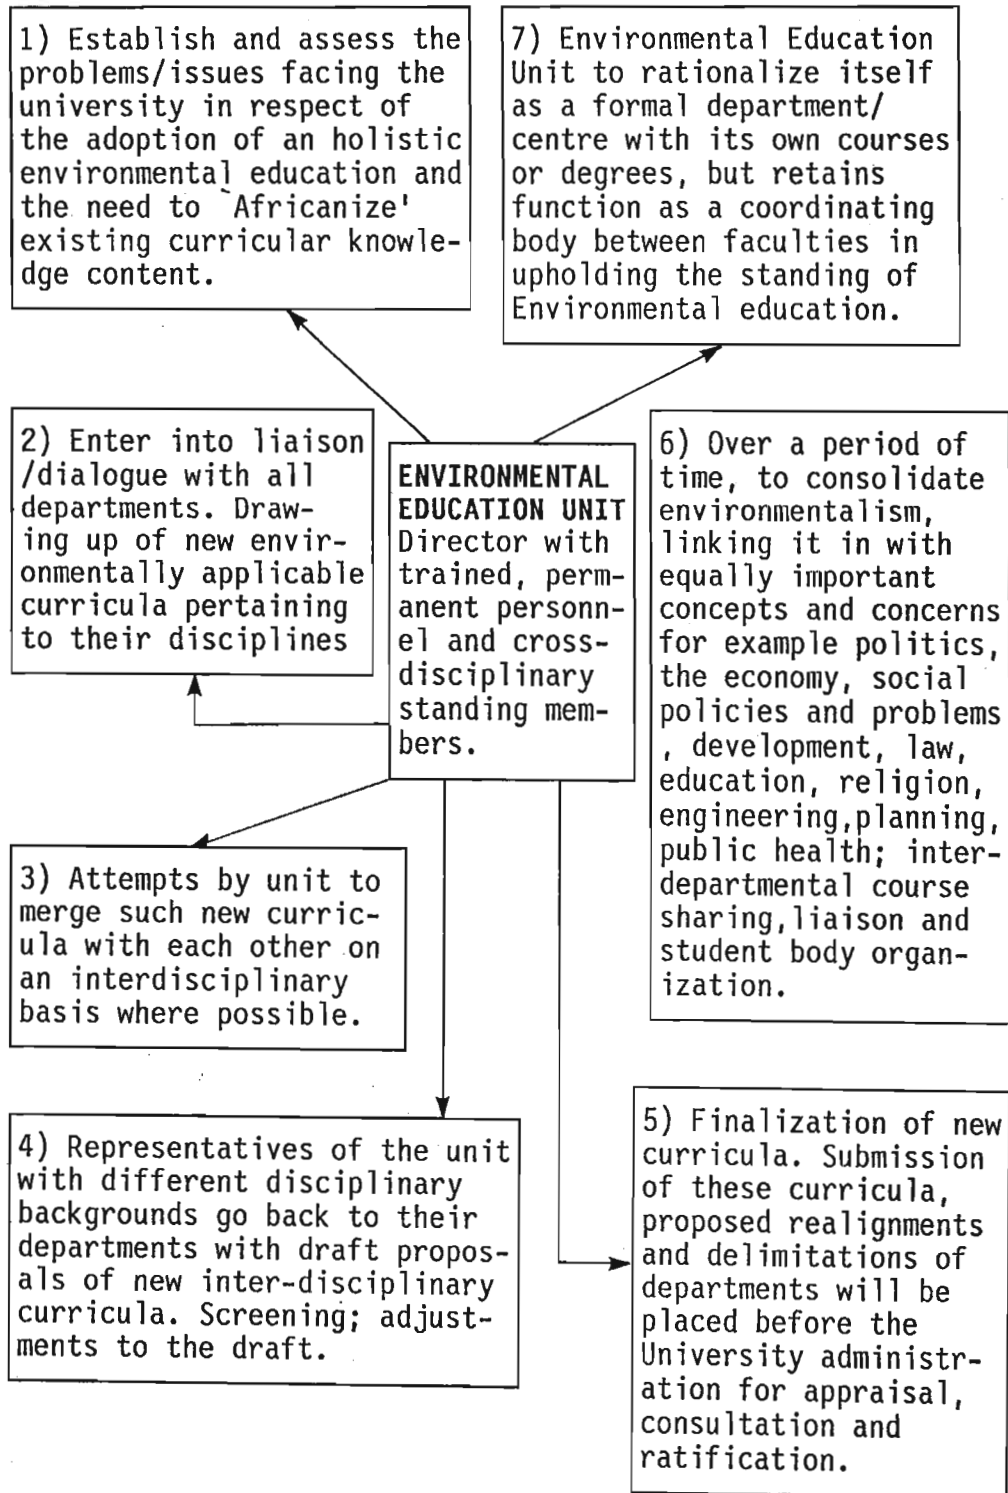 1) Establish and assess the
problems/issues facing the
university in respect of
the adoption of an holistic
environmental education and
the need to `Africanize'
existing curricular knowle-
dge content.
2) Enter into liaison
/dialogue with all
departments. Draw-
ing up of new envir-
onmentally applicable
curricula pertaining
to their disciplines
3) Attempts by unit to
merge such new curric-
ula with each other on
an interdisciplinary
basis where possible.
4) Representatives of the unit
with different disciplinary
backgrounds go back to their
departments with draft propos-
als of new inter-disciplinary
curricula. Screening; adjust-
ments to the draft.
ENVIRONMENTAL
EDUCATION UNIT
Director with
trained, perm-
anent personn-
el and cross-
disciplinary
standing mem-
bers.
5) Finalization of new
curricula. Submission
of these curricula,
proposed realignments
and delimitations of
departments will be
placed before the
University administr-
ation for appraisal,
consultation and
ratification.
6) Over a period of
time, to consolidate
environmentalism,
linking it in with
equally important
concepts and concerns
for example politics,
the economy, social
policies and problems
, development, law,
education, religion,
engineering,planning,
public health; inter-
departmental course
sharing,liaison and
student body organ-
ization.
7) Environmental Education
Unit to rationalize itself
as a formal department/
centre with its own courses
or degrees, but retains
function as a coordinating
body between faculties in
upholding the standing of
Environmental education.